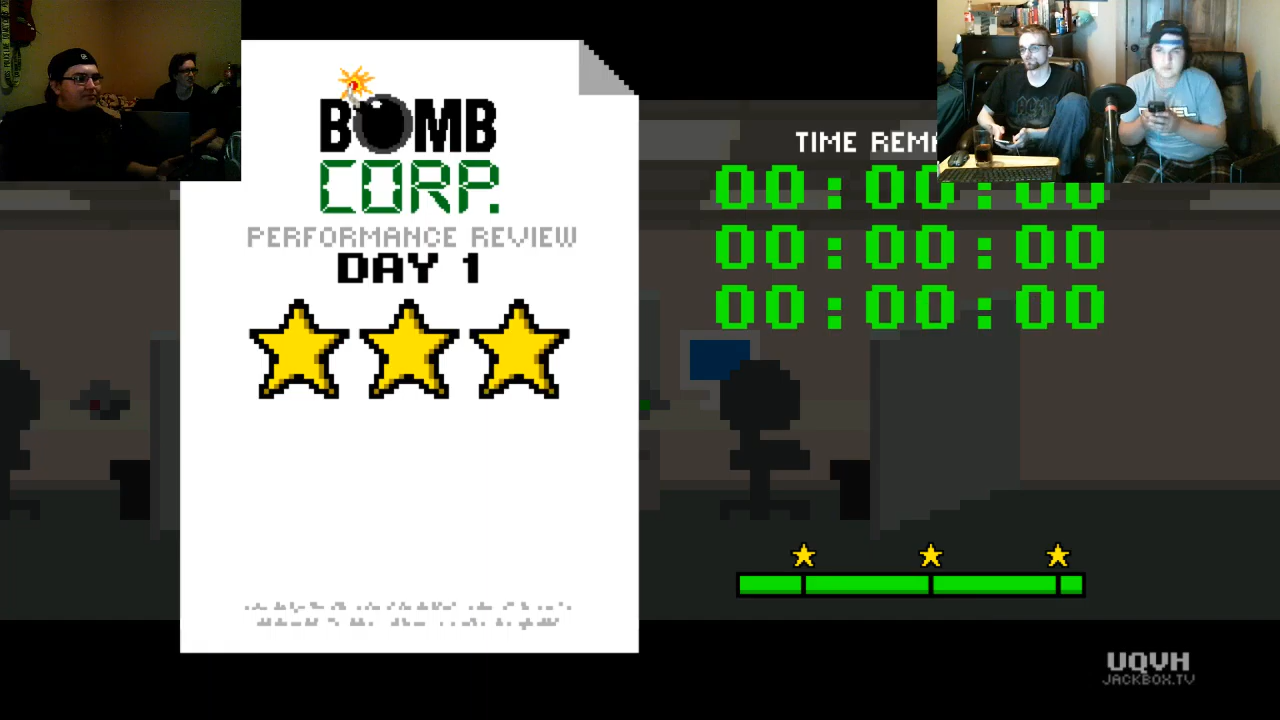 BOMB
CORP.
PERFORMANCE REVIEW
DAY 1
TIME
00:00:00
00:00:00
00:00:00
UQVH
JACKBOX.TV